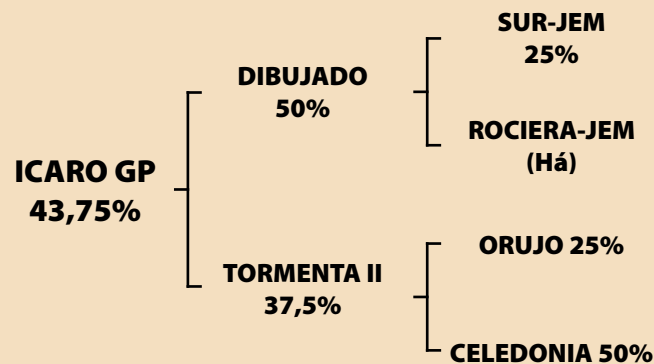 ICARO GP
43,75%
DIBUJADO
50%
TORMENTA II
37,5%
SUR-JEM
25%
ROCIERA-JEM
(Há)
ORUJO 25%
CELEDONIA 50%